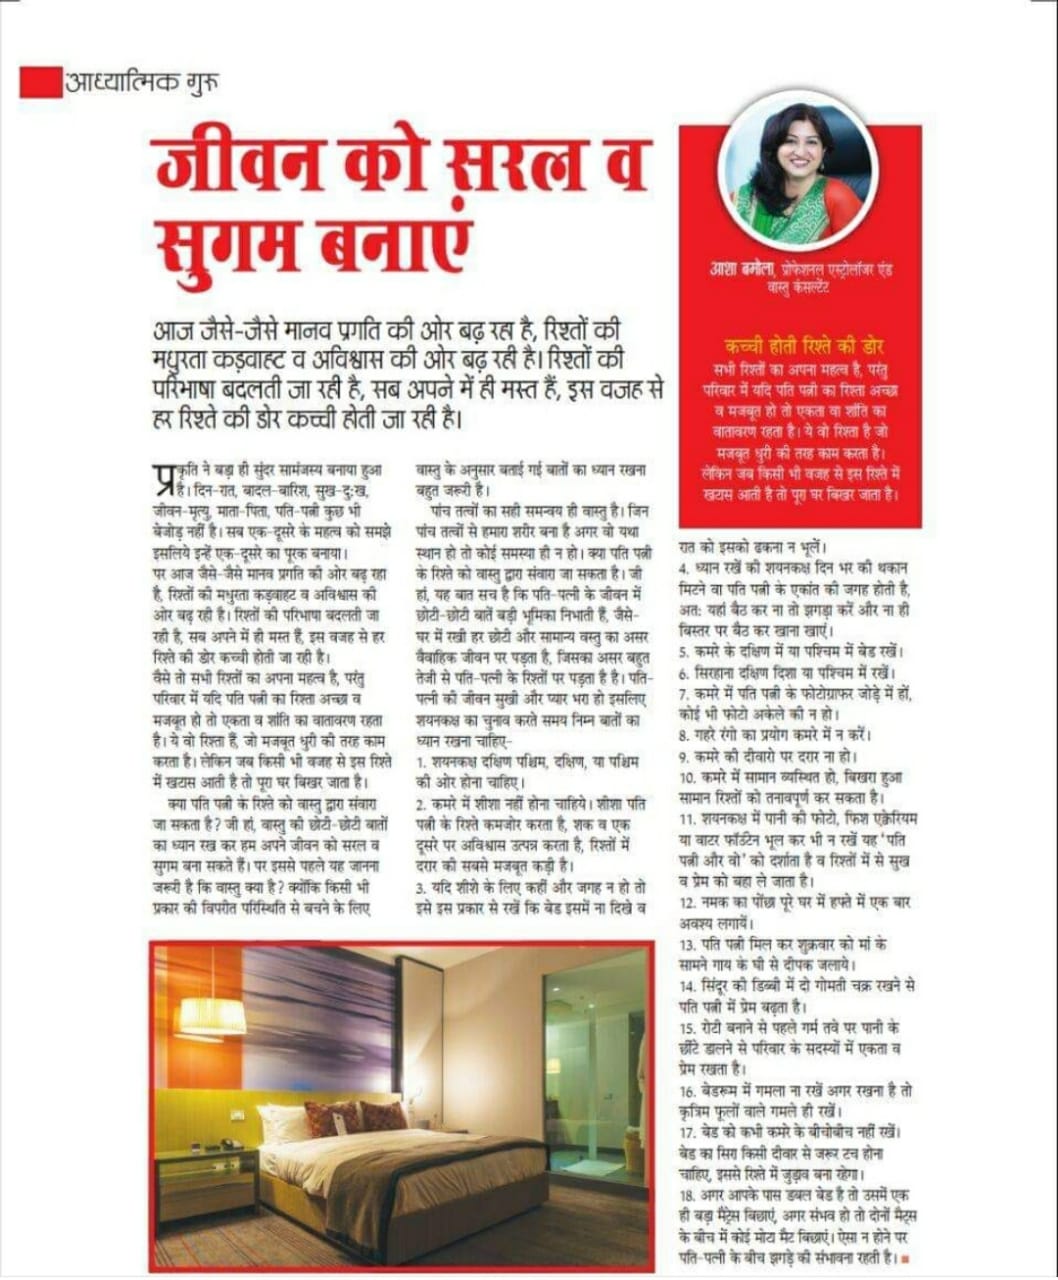 आध्यात्मिक गुरू
जीवन को सरल व
सुगम बनाएं
आज जैसे-जैसे मानव प्रगति की ओर बढ़ रहा है, रिश्तों की
मधुरता कड़वाहट व अविश्वास की ओर बढ़ रही है। रिश्तों की
परिभाषा बदलती जा रही है, सब अपने में ही मस्त हैं, इस वजह से
हर रिश्ते की डोर कच्ची होती जा रही है।
प्रकृति ने बड़ा ही सुंदर सामंजस्य बनाया हुआ
है। दिन-रात, बादल-बारिश, सुख-दु:ख,
जीवन-मृत्यु, माता-पिता, पति-पत्नी कुछ भी
बेजोड़ नहीं है। सब एक-दूसरे के महत्व को समझे
इसलिये इन्हें एक-दूसरे का पूरक बनाया।
पर आज जैसे-जैसे मानव प्रगति की ओर बढ़ रहा
है, रिश्तों की मधुरता कड़वाहट व अविश्वास की
ओर बढ़ रही है। रिश्तों की परिभाषा बदलती जा
रही है, सब अपने में ही मस्त हैं, इस वजह से हर
रिश्ते की डोर कच्ची होती जा रही है।
वैसे तो सभी रिश्तों का अपना महत्व है, परंतु
परिवार में यदि पति पत्नी का रिश्ता अच्छा व
मजबूत हो तो एकता व शांति का वातावरण रहता
है। ये वो रिश्ता हैं, जो मजबूत धुरी की तरह काम
करता है। लेकिन जब किसी भी वजह से इस रिश्ते
में खटास आती है तो पूरा घर बिखर जाता है।
क्या पति पत्नी के रिश्ते को वास्तु द्वारा संवारा
जा सकता है? जी हां, वास्तु की छोटी-छोटी बातों
का ध्यान रख कर हम अपने जीवन को सरल व
सुगम बना सकते हैं। पर इससे पहले यह जानना
जरूरी है कि वास्तु क्या है? क्योंकि किसी भी
प्रकार की विपरीत परिस्थिति से बचने के लिए
वास्तु के अनुसार बताई गई बातों का ध्यान रखना
बहुत जरूरी है।
पांच तत्वों का सही समन्वय ही वास्तु है। जिन
पांच तत्वों से हमारा शरीर बना है अगर वो यथा
स्थान हो तो कोई समस्या ही न हो। क्या पति पत्नी
के रिश्ते को वास्तु द्वारा संवारा जा सकता है। जी
हां, यह बात सच है कि पति-पत्नी के जीवन में
छोटी-छोटी बातें बड़ी भूमिका निभाती हैं, जैसे-
घर में रखी हर छोटी और सामान्य वस्तु का असर
वैवाहिक जीवन पर पड़ता है, जिसका असर बहुत
तेजी से पति-पत्नी के रिश्तों पर पड़ता है है। पति-
पत्नी की जीवन सुखी और प्यार भरा हो इसलिए
शयनकक्ष का चुनाव करते समय निम्न बातों का
ध्यान रखना चाहिए-
1. शयनकक्ष दक्षिण पश्चिम, दक्षिण, या पश्चिम
की ओर होना चाहिए।
2. कमरे में शीशा नहीं होना चाहिये। शीशा पति
पत्नी के रिश्ते कमजोर करता है, शक व एक
दूसरे पर अविश्वास उत्पन्न करता है, रिश्तों में
दरार की सबसे मजबूत कड़ी है।
3. यदि शीशे के लिए कहीं और जगह न हो तो
इसे इस प्रकार से रखें कि बेड इसमें ना दिखे व
आशा बमोला, प्रोफेशनल एस्ट्रोलॉजर एंड
वास्तु कंसल्टेंट
कच्ची होती रिश्ते की डोर
सभी रिश्तों का अपना महत्व है, परंतु
परिवार में यदि पति पत्नी का रिश्ता अच्छा
व मजबूत हो तो एकता वा शांति का
वातावरण रहता है। ये वो रिश्ता है जो
मजबूत धुरी की तरह काम करता है।
लेकिन जब किसी भी वजह से इस रिश्ते में
खटास आती है तो पूरा घर बिखर जाता है।
रात को इसको ढकना न भूलें।
4. ध्यान रखें की शयनकक्ष दिन भर की थकान
मिटने वा पति पत्नी के एकांत की जगह होती है,
अत: यहां बैठ कर ना तो झगड़ा करें और ना ही
बिस्तर पर बैठ कर खाना खाएं।
5. कमरे के दक्षिण में या पश्चिम में बेड रखें।
6. सिरहाना दक्षिण दिशा या पश्चिम में रखें।
7. कमरे में पति पत्नी के फोटोग्राफर जोड़े में हों,
कोई भी फोटो अकेले की न हो।
8. गहरे रंगो का प्रयोग कमरे में न करें।
9. कमरे की दीवारो पर दरार ना हो।
10. कमरे में सामान व्यस्थित हो, बिखरा हुआ
सामान रिश्तों को तनावपूर्ण कर सकता है।
11. शयनकक्ष में पानी की फोटो, फिश एक्वेरियम
या वाटर फॉउंटेन भूल कर भी न रखें यह 'पति
पत्नी और वो' को दर्शाता है व रिश्तों में से सुख
व प्रेम को बहा ले जाता है।
12. नमक का पोंछा पूरे घर में हफ्ते में एक बार
अवश्य लगायें।
13. पति पत्नी मिल कर शुक्रवार को मां के
सामने गाय के घी से दीपक जलाये।
14. सिंदूर की डिब्बी में दो गोमती चक्र रखने से
पति पत्नी में प्रेम बढ़ता है।
15. रोटी बनाने से पहले गर्म तवे पर पानी के
छींटे डालने से परिवार के सदस्यों में एकता व
प्रेम रखता है।
16. बेडरूम में गमला ना रखें अगर रखना है तो
कृत्रिम फूलों वाले गमले ही रखें।
17. बेड को कभी कमरे के बीचोबीच नहीं रखें।
बेड का सिरा किसी दीवार से जरूर टच होना
चाहिए, इससे रिश्ते में जुड़ाव बना रहेगा।
18. अगर आपके पास डबल बेड है तो उसमें एक
ही बड़ा मैट्रेस बिछाएं, अगर संभव हो तो दोनों मैट्रस
के बीच में कोई मोटा मैट बिछाएं। ऐसा न होने पर
पति-पत्नी के बीच झगड़े की संभावना रहती है।